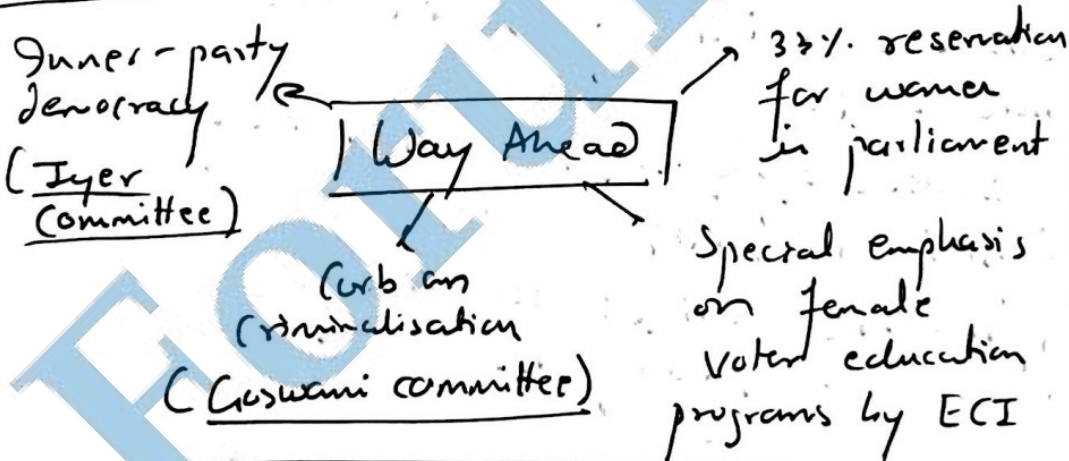 Inner-party
democracy
(Iyer
Committee)
Way Ahead
33% reservation
for women
in parliament
Curb on
Criminalisation
(Goswami committee)
Special emphasis
on female
Voter education
programs by ECI
Forum